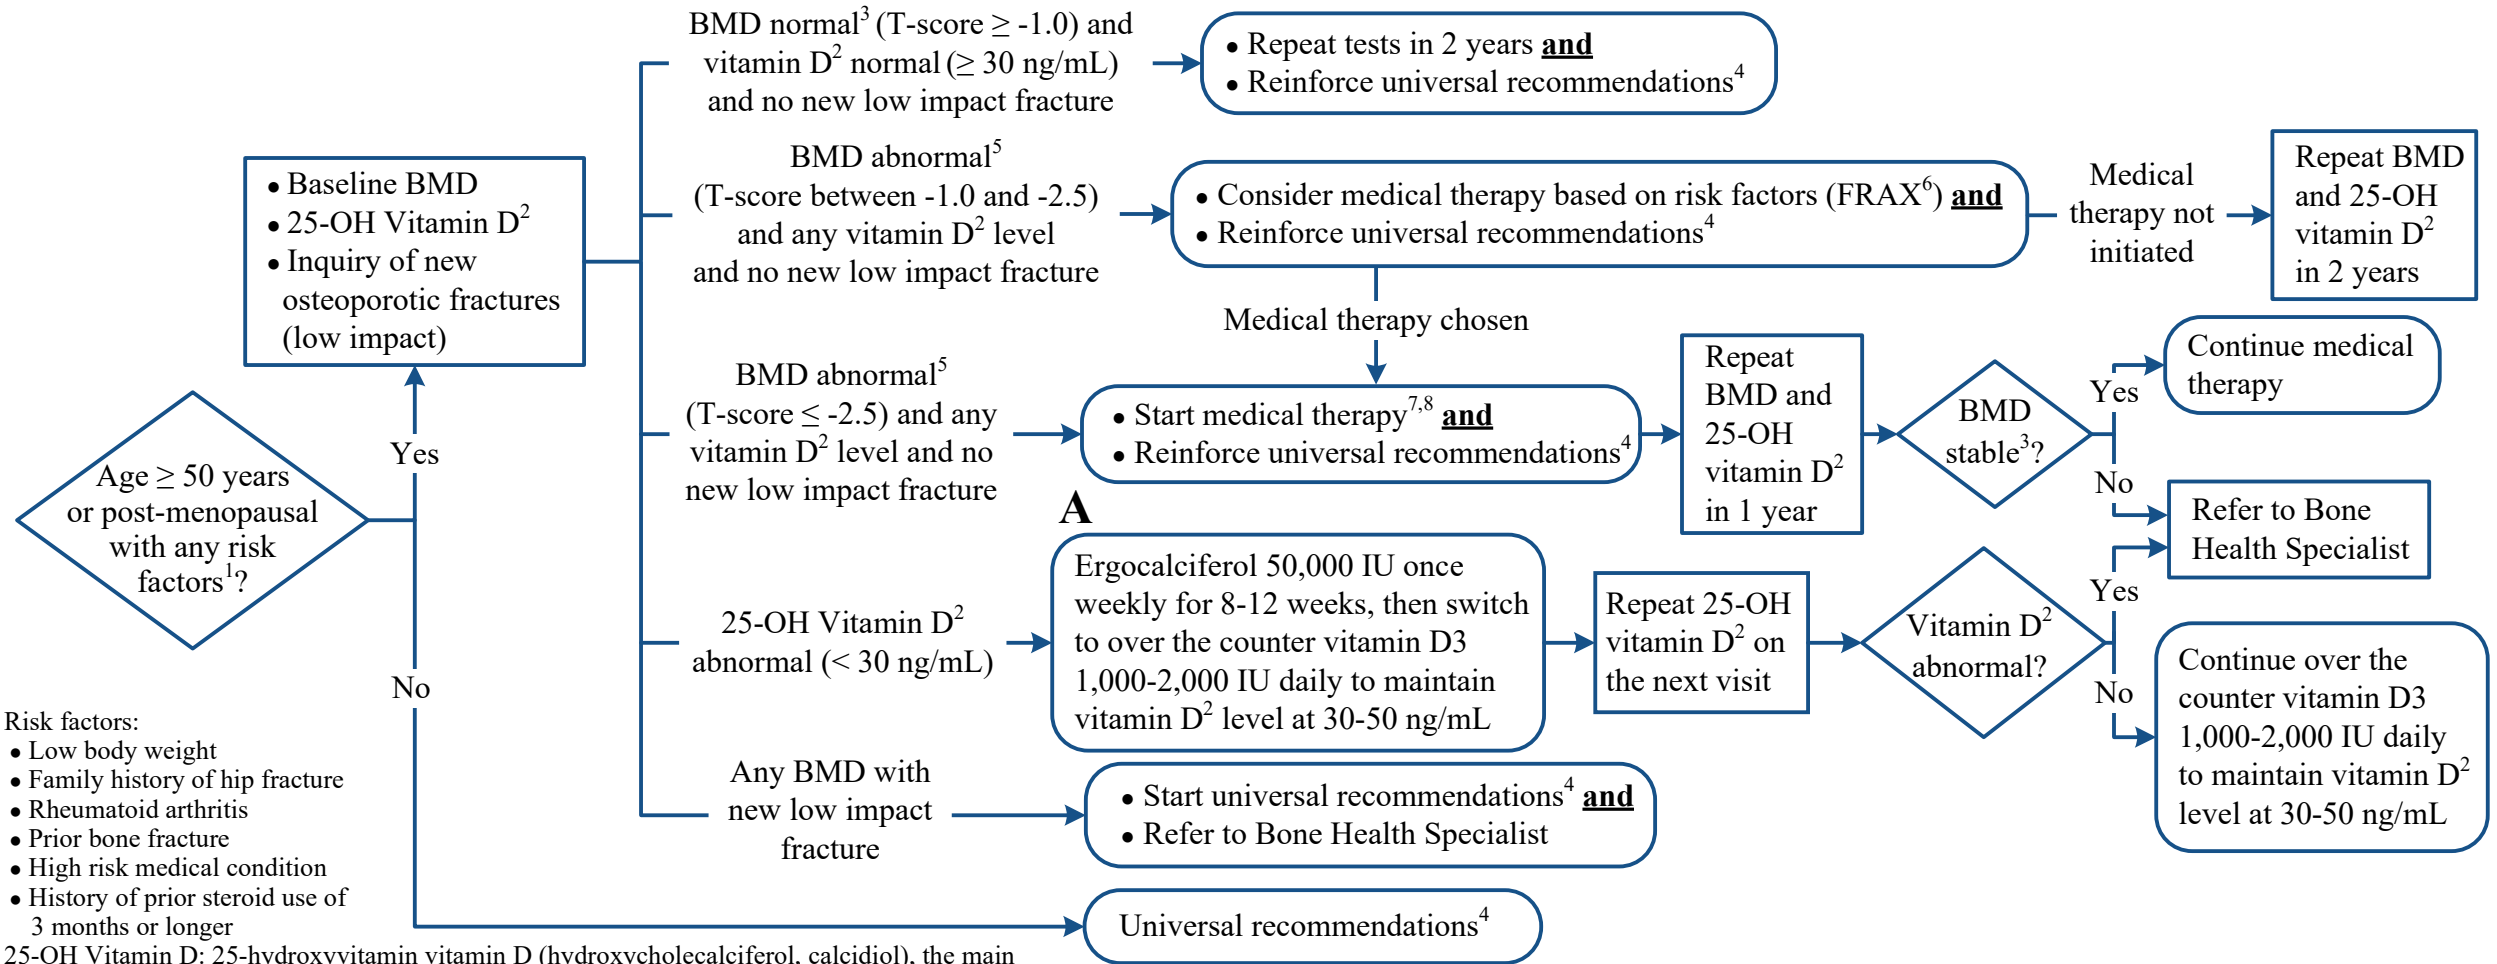 Age ≥ 50 years
or post-menopausal
with any risk
factors¹?
Yes
No
• Baseline BMD
• 25-OH Vitamin D²
• Inquiry of new
osteoporotic fractures
(low impact)
BMD normal³ (T-score ≥ -1.0) and
vitamin D² normal (≥ 30 ng/mL)
and no new low impact fracture
• Repeat tests in 2 years and
• Reinforce universal recommendations⁴
BMD abnormal⁵
(T-score between -1.0 and -2.5)
and any vitamin D² level
and no new low impact fracture
• Consider medical therapy based on risk factors (FRAX⁶) and
• Reinforce universal recommendations⁴
Medical
therapy not
initiated
Repeat BMD
and 25-OH
vitamin D²
in 2 years
Medical therapy chosen
BMD abnormal⁵
(T-score ≤ -2.5) and any
vitamin D² level and no
new low impact fracture
• Start medical therapy⁷,⁸ and
• Reinforce universal recommendations⁴
Repeat
BMD and
25-OH
vitamin D²
in 1 year
BMD
stable³?
Yes
Continue medical
therapy
No
Refer to Bone
Health Specialist
A
25-OH Vitamin D²
abnormal (< 30 ng/mL)
Ergocalciferol 50,000 IU once
weekly for 8-12 weeks, then switch
to over the counter vitamin D3
1,000-2,000 IU daily to maintain
vitamin D² level at 30-50 ng/mL
Repeat 25-OH
vitamin D² on
the next visit
Vitamin D²
abnormal?
Yes
No
Continue over the
counter vitamin D3
1,000-2,000 IU daily
to maintain vitamin D²
level at 30-50 ng/mL
Any BMD with
new low impact
fracture
• Start universal recommendations⁴ and
• Refer to Bone Health Specialist
Universal recommendations⁴
Risk factors:
• Low body weight
• Family history of hip fracture
• Rheumatoid arthritis
• Prior bone fracture
• High risk medical condition
• History of prior steroid use of
3 months or longer
25-OH Vitamin D: 25-hydroxyvitamin vitamin D (hydroxycholecalciferol, calcidiol), the main